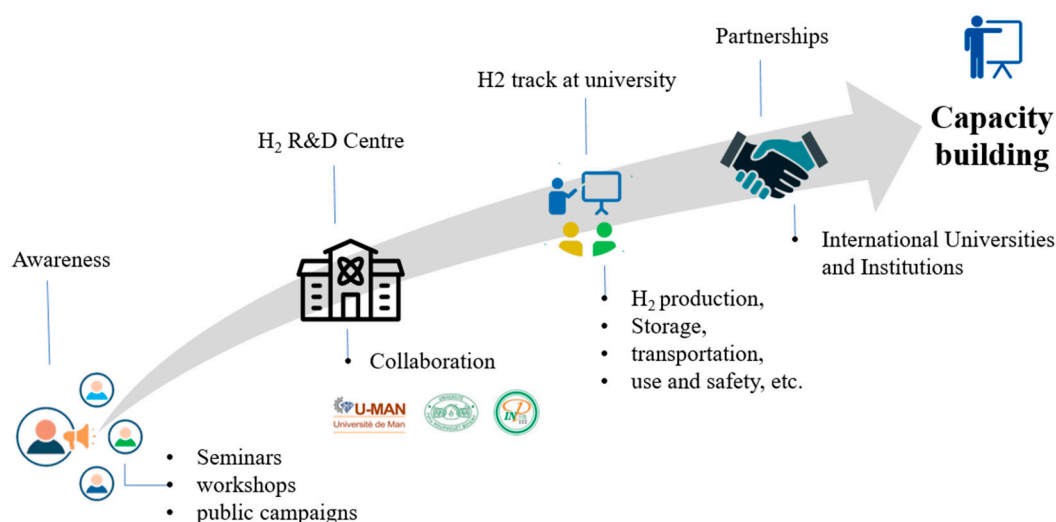 Partnerships
Capacity
building
H2 track at university
H₂ R&D Centre
Awareness
• International Universities
and Institutions
• H₂ production,
• Storage,
• transportation,
• use and safety, etc.
• Collaboration
U-MAN
Université de Man
• Seminars
• workshops
• public campaigns